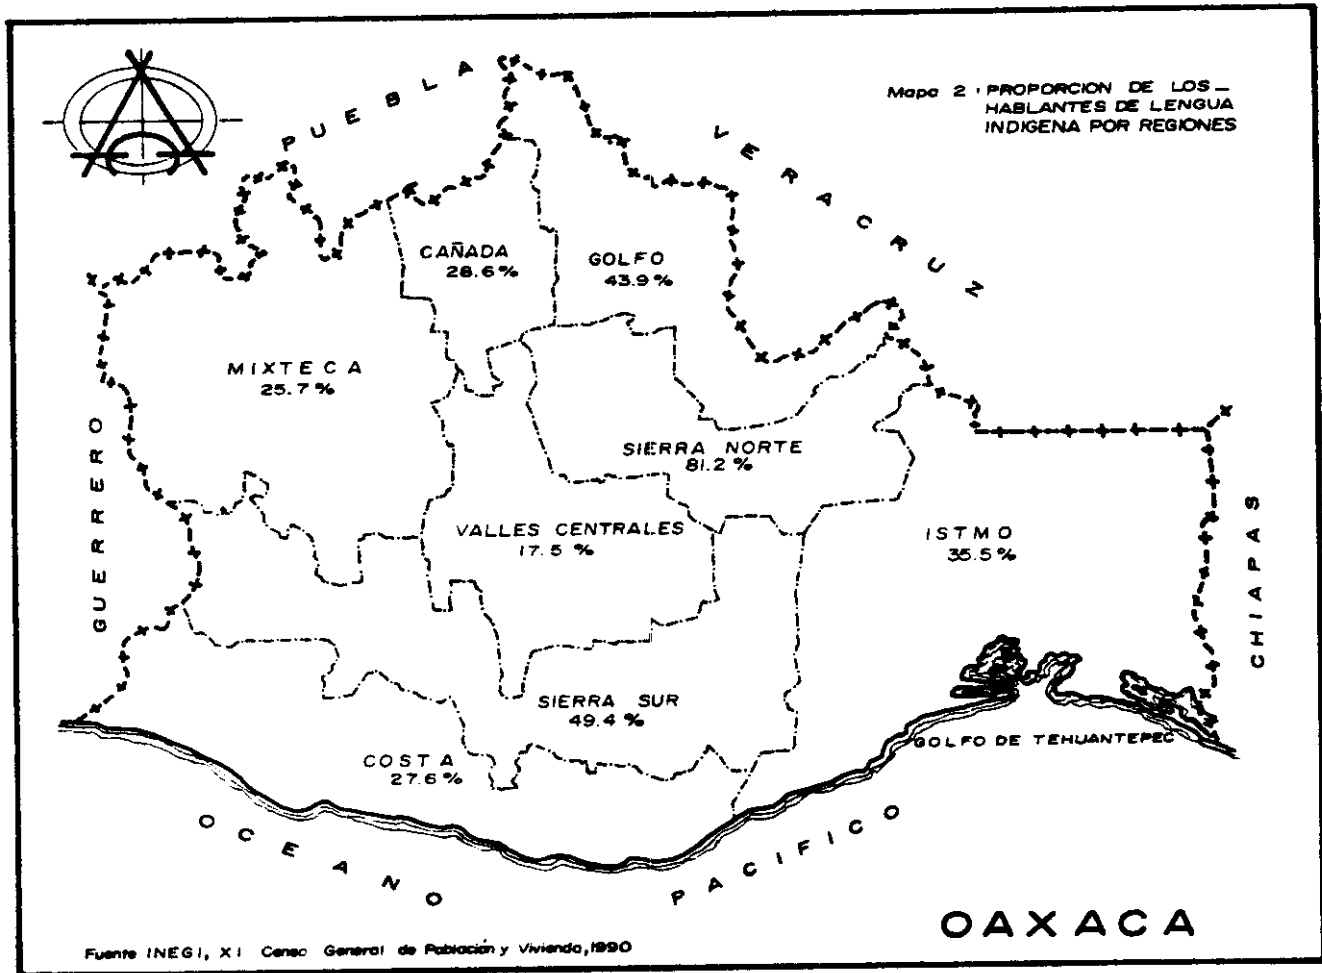 Mapa 2 : PROPORCION DE LOS_
HABLANTES DE LENGUA
INDIGENA POR REGIONES
PUEBLA
VERACRUZ
CAÑADA
28.6 %
GOLFO
43.9 %
MIXTECA
25.7 %
GUERRERO
SIERRA NORTE
81.2 %
VALLES CENTRALES
17.5 %
ISTMO
35.5 %
CHIAPAS
SIERRA SUR
49.4 %
GOLFO DE TEHUANTEPEC
COSTA
27.6 %
OCEANO PACIFICO
OAXACA
Fuente INEGI, XI Censo General de Población y Vivienda, 1990